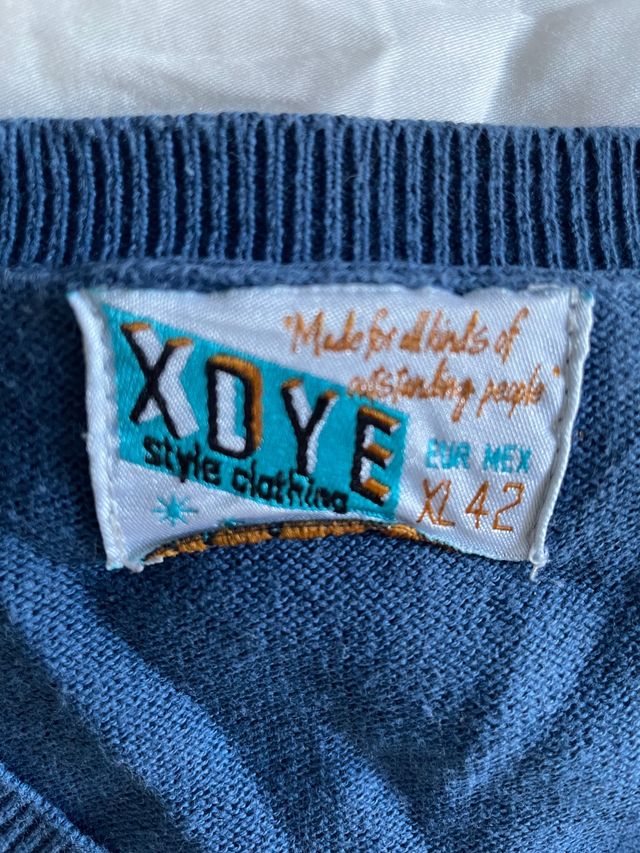 "Made for all kinds of
outstanding people"
XDYE
style clothing
EUR MEX
XL 42